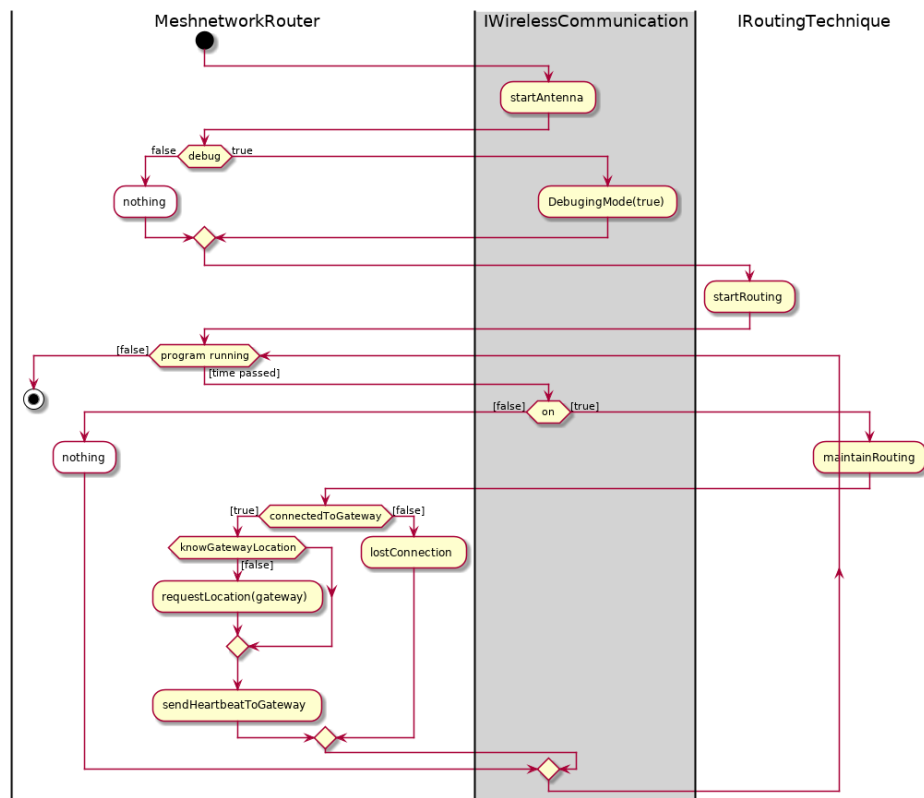 MeshnetworkRouter
IWirelessCommunication
IRoutingTechnique
startAntenna
false
debug
true
nothing
DebugingMode(true)
startRouting
[false]
program running
[time passed]
[false]
on
[true]
nothing
maintainRouting
[true]
connectedToGateway
[false]
knowGatewayLocation
lostConnection
[false]
requestLocation(gateway)
sendHeartbeatToGateway